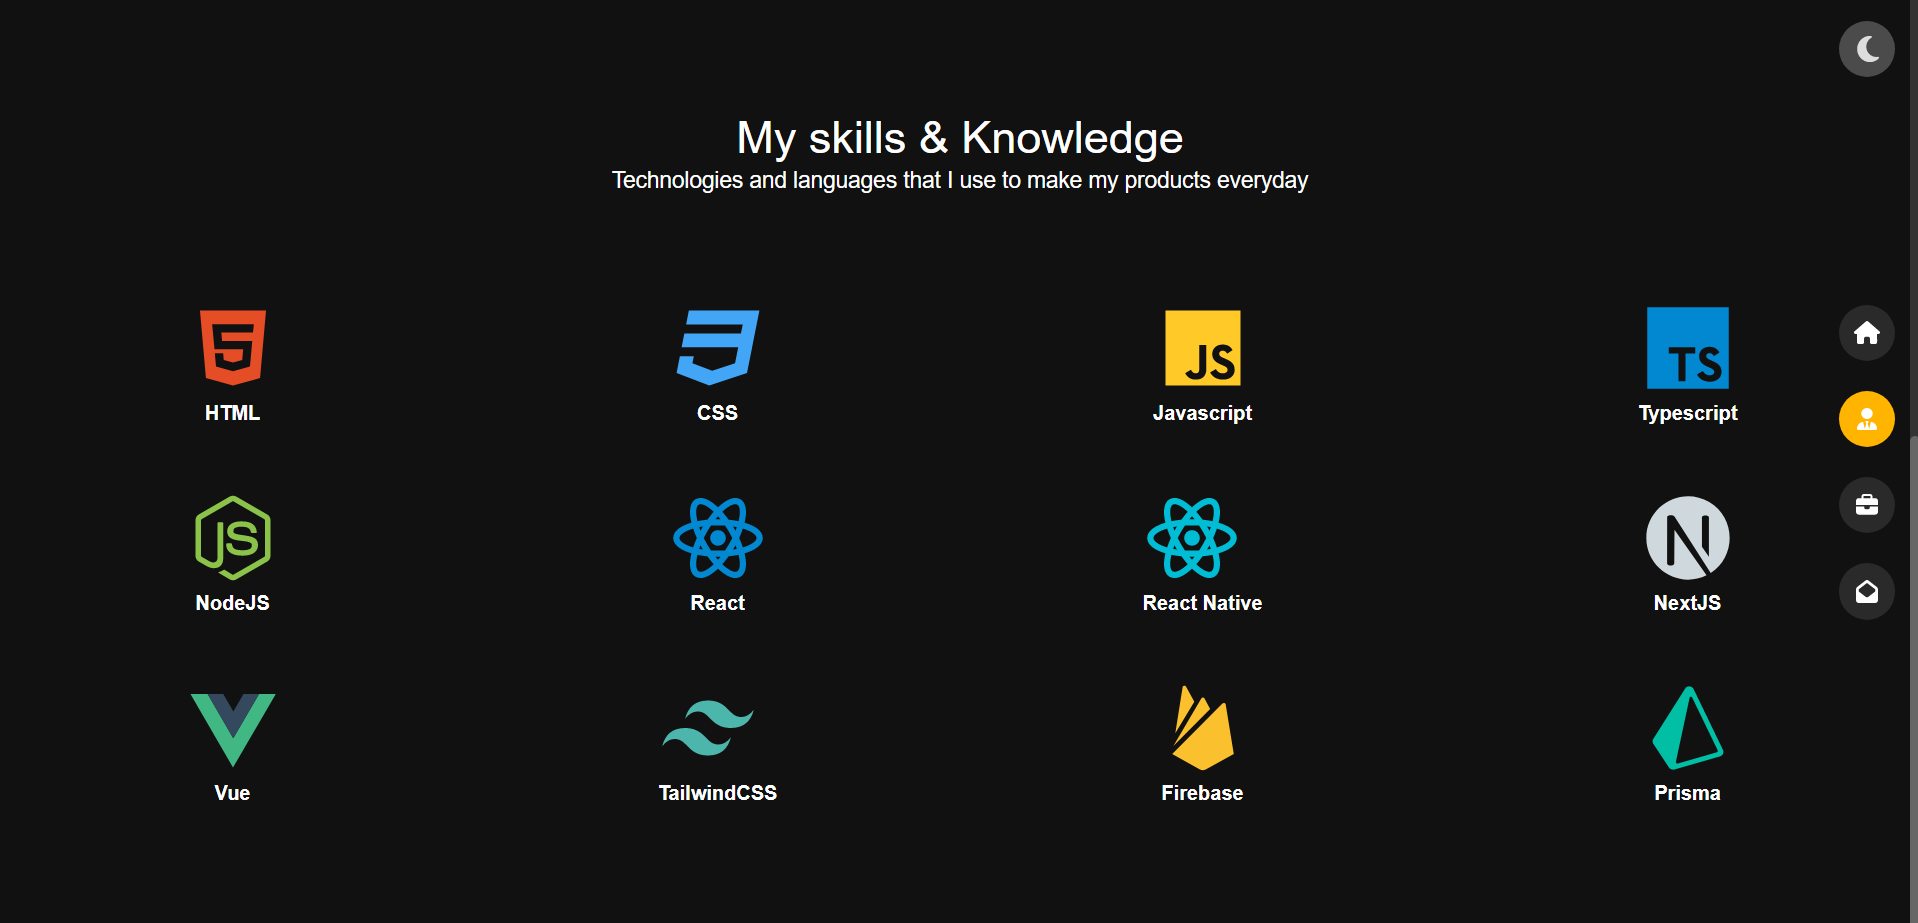 My skills & Knowledge
Technologies and languages that I use to make my products everyday
JS
TS
HTML
CSS
Javascript
Typescript
JS
N
NodeJS
React
React Native
NextJS
Vue
TailwindCSS
Firebase
Prisma